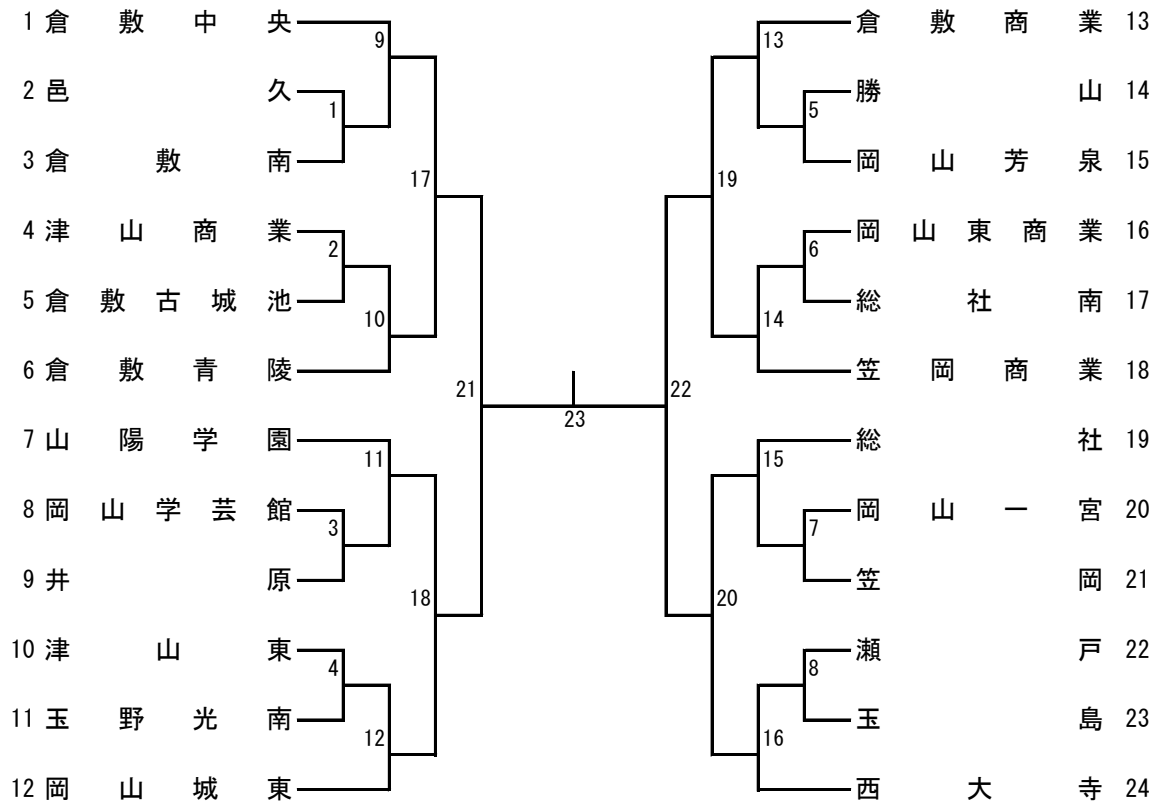 1 倉敷中央 9 13 倉敷商業 13
2 邑久 1 5 勝山 14
3 倉敷南 岡山芳泉 15
17 19
4 津山商業 2 6 岡山東商業 16
5 倉敷古城池 10 14 総社南 17
6 倉敷青陵 笠岡商業 18
21 22
23
7 山陽学園 11 15 総社 19
8 岡山学芸館 3 7 岡山一宮 20
9 井原 笠岡 21
18 20
10 津山東 4 8 瀬戸 22
11 玉野光南 12 16 玉島 23
12 岡山城東 西大寺 24